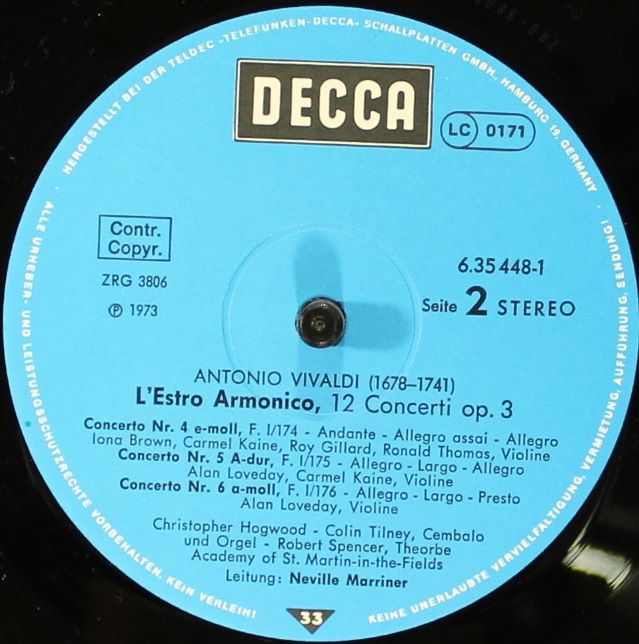 HERGESTELLT BEI DER TELDEC »TELEFUNKEN-DECCA« SCHALLPLATTEN GMBH., HAMBURG 19, GERMANY
DECCA
LC 0171
Contr.
Copyr.
ZRG 3806
℗ 1973
6.35 448-1
Seite 2 STEREO
ANTONIO VIVALDI (1678–1741)
L'Estro Armonico, 12 Concerti op. 3
Concerto Nr. 4 e-moll, F. I/174 - Andante - Allegro assai - Allegro
Iona Brown, Carmel Kaine, Roy Gillard, Ronald Thomas, Violine
Concerto Nr. 5 A-dur, F. I/175 - Allegro - Largo - Allegro
Alan Loveday, Carmel Kaine, Violine
Concerto Nr. 6 a-moll, F. I/176 - Allegro - Largo - Presto
Alan Loveday, Violine
Christopher Hogwood - Colin Tilney, Cembalo
und Orgel - Robert Spencer, Theorbe
Academy of St. Martin-in-the-Fields
Leitung: Neville Marriner
33
ALLE URHEBER- UND LEISTUNGSSCHUTZRECHTE VORBEHALTEN. KEIN VERLEIH!
KEINE UNERLAUBTE VERVIELFÄLTIGUNG, VERMIETUNG, AUFFÜHRUNG, SENDUNG!